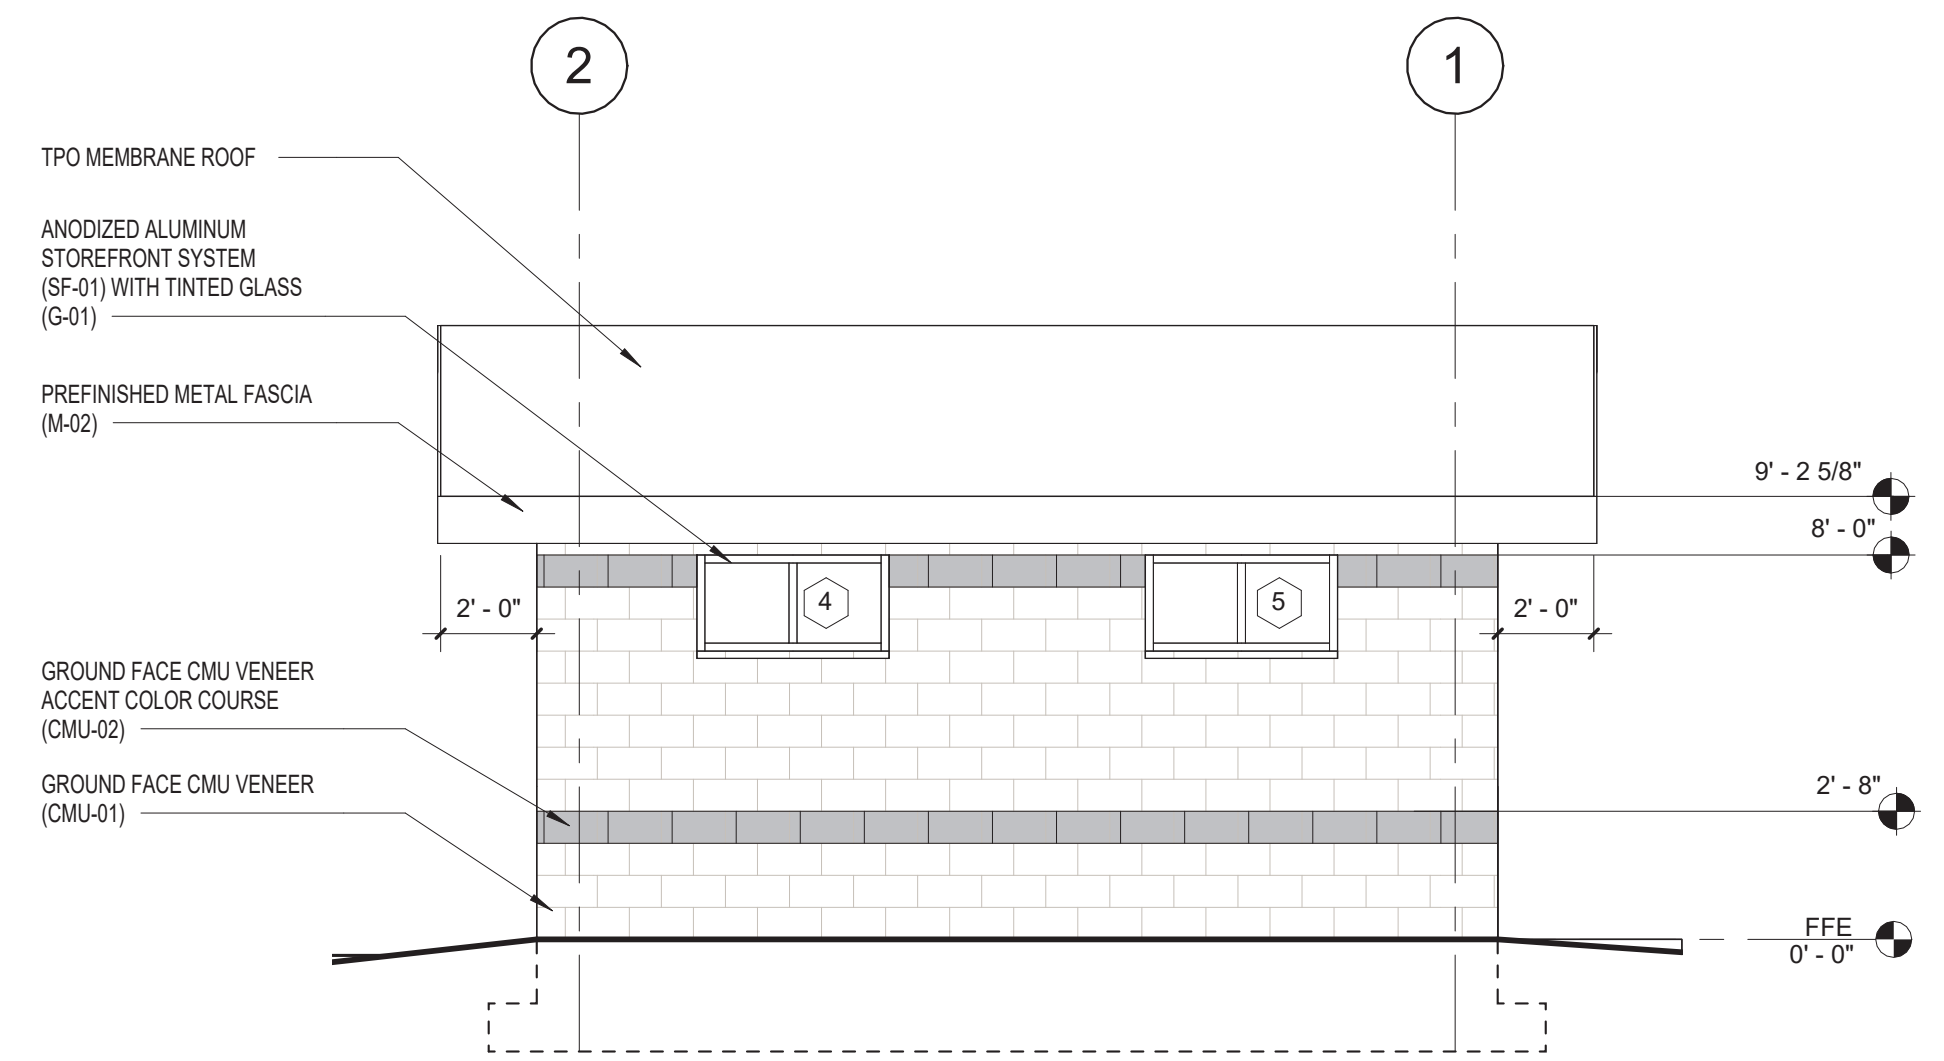 2
1
TPO MEMBRANE ROOF
ANODIZED ALUMINUM
STOREFRONT SYSTEM
(SF-01) WITH TINTED GLASS
(G-01)
PREFINISHED METAL FASCIA
(M-02)
9' - 2 5/8"
8' - 0"
2' - 0"
4
5
2' - 0"
GROUND FACE CMU VENEER
ACCENT COLOR COURSE
(CMU-02)
2' - 8"
GROUND FACE CMU VENEER
(CMU-01)
FFE
0' - 0"